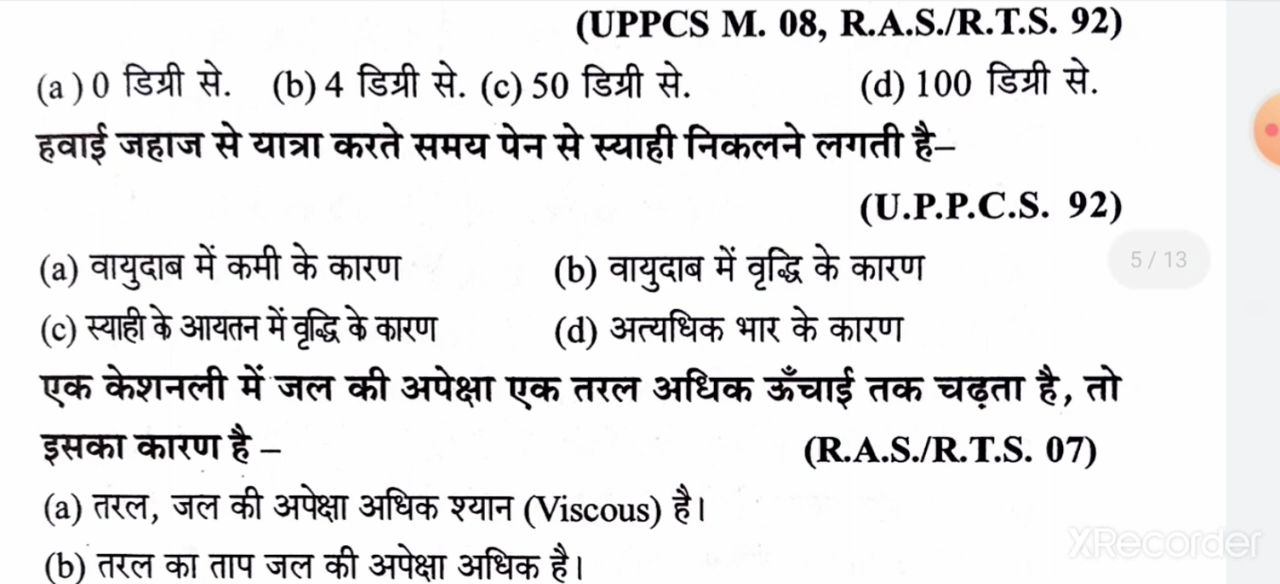 (UPPCS M. 08, R.A.S./R.T.S. 92)
(a) 0 डिग्री से. (b) 4 डिग्री से. (c) 50 डिग्री से. (d) 100 डिग्री से.
हवाई जहाज से यात्रा करते समय पेन से स्याही निकलने लगती है–
(U.P.P.C.S. 92)
(a) वायुदाब में कमी के कारण (b) वायुदाब में वृद्धि के कारण
5 / 13
(c) स्याही के आयतन में वृद्धि के कारण (d) अत्यधिक भार के कारण
एक केशनली में जल की अपेक्षा एक तरल अधिक ऊँचाई तक चढ़ता है, तो
इसका कारण है – (R.A.S./R.T.S. 07)
(a) तरल, जल की अपेक्षा अधिक श्यान (Viscous) है।
XRecorder
(b) तरल का ताप जल की अपेक्षा अधिक है।